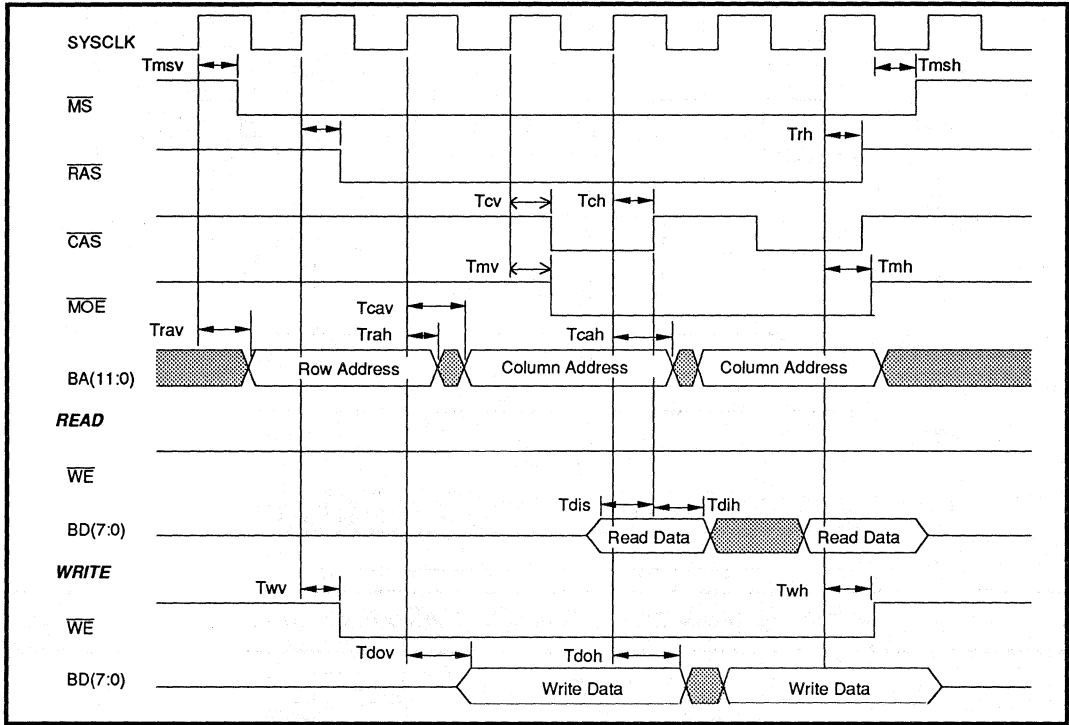 SYSCLK
Tmsv
Tmsh
MS
Trh
RAS
Tcv
Tch
CAS
Tmv
Tmh
MOE
Tcav
Trav
Trah
Tcah
BA(11:0)
Row Address
Column Address
Column Address
READ
WE
Tdis
Tdih
BD(7:0)
Read Data
Read Data
WRITE
Twv
Twh
WE
Tdov
Tdoh
BD(7:0)
Write Data
Write Data